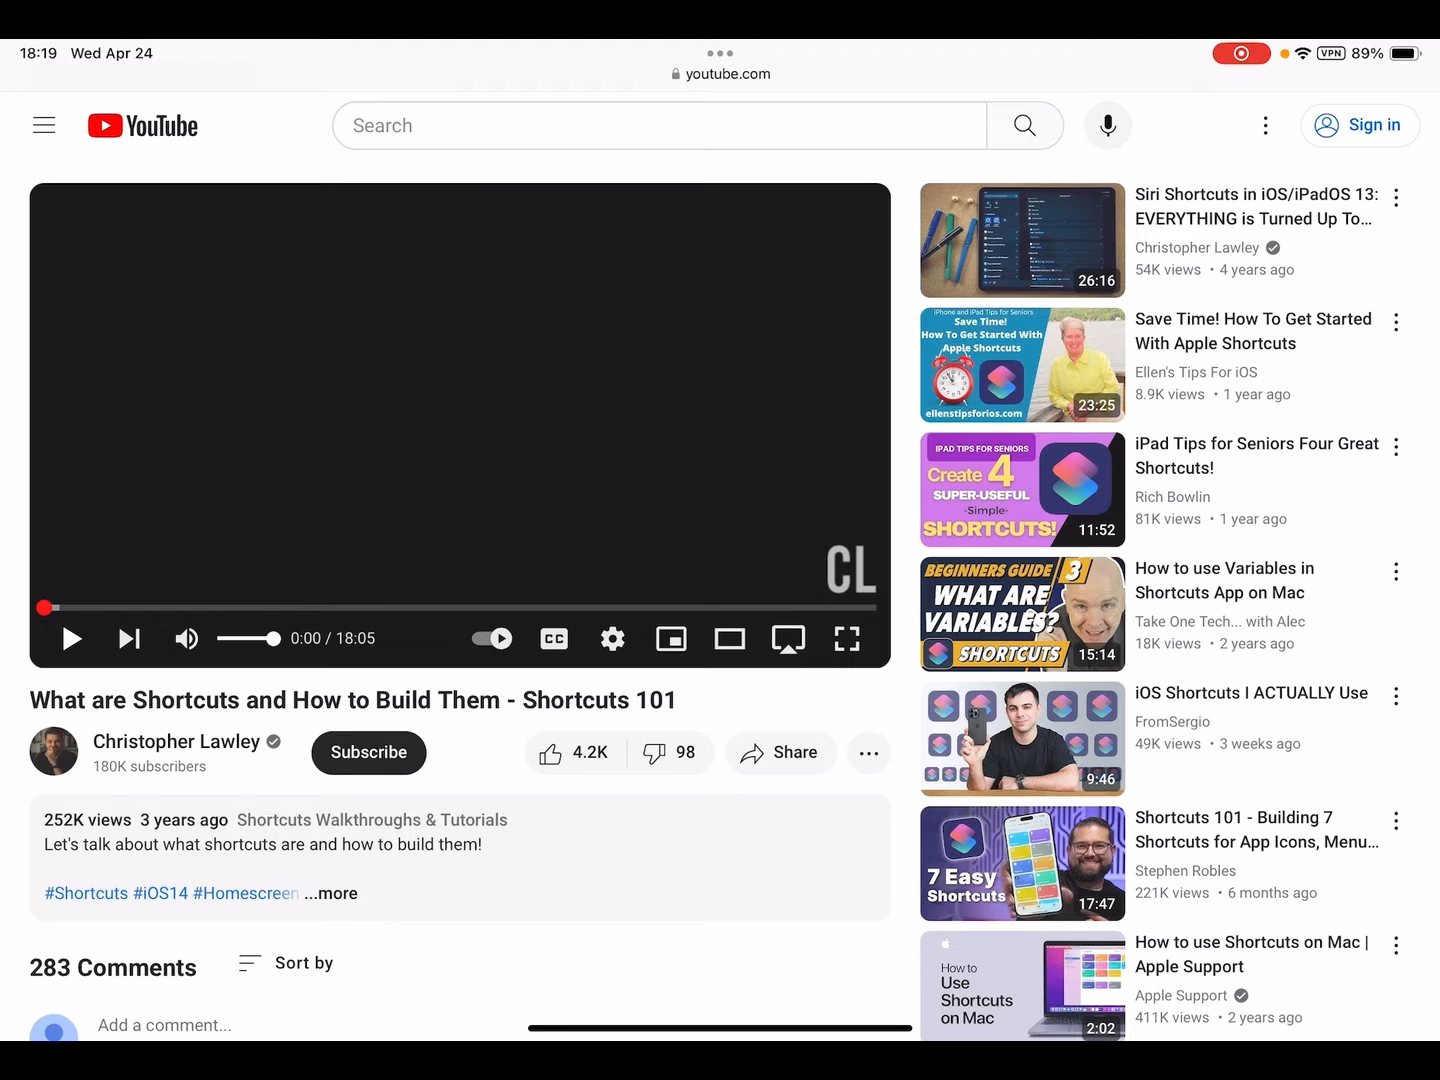 18:19 Wed Apr 24
VPN 89%
youtube.com
YouTube
Search
Sign in
CL
0:00 / 18:05
CC
What are Shortcuts and How to Build Them - Shortcuts 101
Christopher Lawley
180K subscribers
Subscribe
4.2K
98
Share
252K views 3 years ago Shortcuts Walkthroughs & Tutorials
Let's talk about what shortcuts are and how to build them!
#Shortcuts #iOS14 #Homescreen ...more
283 Comments
Sort by
Add a comment...
26:16
Siri Shortcuts in iOS/iPadOS 13:
EVERYTHING is Turned Up To...
Christopher Lawley
54K views • 4 years ago
iPhone and iPad Tips for Seniors
Save Time!
How To Get Started With
Apple Shortcuts
ellenstipsforios.com
23:25
Save Time! How To Get Started
With Apple Shortcuts
Ellen's Tips For iOS
8.9K views • 1 year ago
IPAD TIPS FOR SENIORS
Create 4
SUPER-USEFUL
-Simple-
SHORTCUTS!
11:52
iPad Tips for Seniors Four Great
Shortcuts!
Rich Bowlin
81K views • 1 year ago
BEGINNERS GUIDE 3
WHAT ARE
VARIABLES?
SHORTCUTS
15:14
How to use Variables in
Shortcuts App on Mac
Take One Tech... with Alec
18K views • 2 years ago
9:46
iOS Shortcuts I ACTUALLY Use
FromSergio
49K views • 3 weeks ago
7 Easy
Shortcuts
17:47
Shortcuts 101 - Building 7
Shortcuts for App Icons, Menu...
Stephen Robles
221K views • 6 months ago
How to
Use
Shortcuts
on Mac
2:02
How to use Shortcuts on Mac |
Apple Support
Apple Support
411K views • 2 years ago